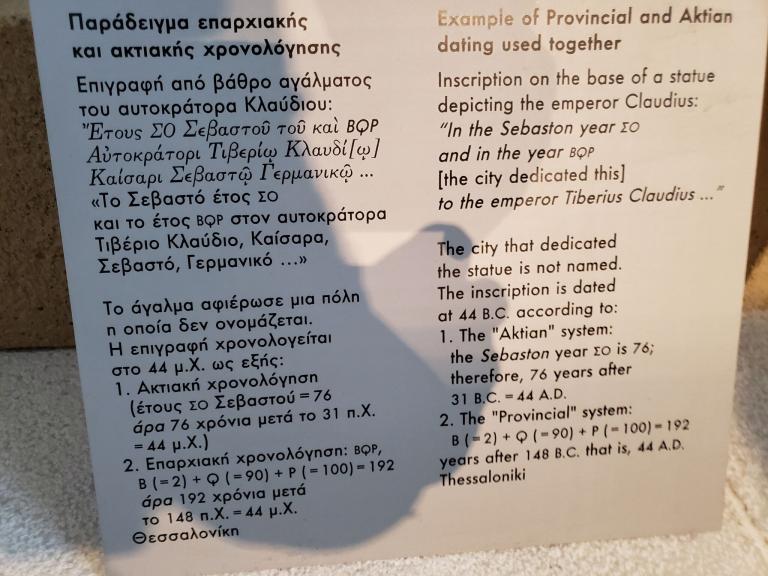 Παράδειγμα επαρχιακής
και ακτιακής χρονολόγησης
Επιγραφή από βάθρο αγάλματος
του αυτοκράτορα Κλαύδιου:
"Ἔτους ΣΟ Σεβαστοῦ τοῦ καὶ ΒϘΡ
Αὐτοκράτορι Τιβερίῳ Κλαυδί[ῳ]
Καίσαρι Σεβαστῷ Γερμανικῷ ...
«Το Σεβαστό έτος ΣΟ
και το έτος ΒϘΡ στον αυτοκράτορα
Τιβέριο Κλαύδιο, Καίσαρα,
Σεβαστό, Γερμανικό ...»
Το άγαλμα αφιέρωσε μια πόλη
η οποία δεν ονομάζεται.
Η επιγραφή χρονολογείται
στο 44 μ.Χ. ως εξής:
1. Ακτιακή χρονολόγηση
(έτους ΣΟ Σεβαστού = 76
άρα 76 χρόνια μετά το 31 π.Χ.
= 44 μ.Χ.)
2. Επαρχιακή χρονολόγηση: ΒϘΡ,
Β (= 2) + Ϙ (= 90) + Ρ (= 100) = 192
άρα 192 χρόνια μετά
το 148 π.Χ. = 44 μ.Χ.
Θεσσαλονίκη
Example of Provincial and Aktian
dating used together
Inscription on the base of a statue
depicting the emperor Claudius:
"In the Sebaston year ΣΟ
and in the year ΒϘΡ
[the city dedicated this]
to the emperor Tiberius Claudius ..."
The city that dedicated
the statue is not named.
The inscription is dated
at 44 B.C. according to:
1. The "Aktian" system:
the Sebaston year ΣΟ is 76;
therefore, 76 years after
31 B.C. = 44 A.D.
2. The "Provincial" system:
Β (= 2) + Ϙ (= 90) + Ρ (= 100) = 192
years after 148 B.C. that is, 44 A.D.
Thessaloniki